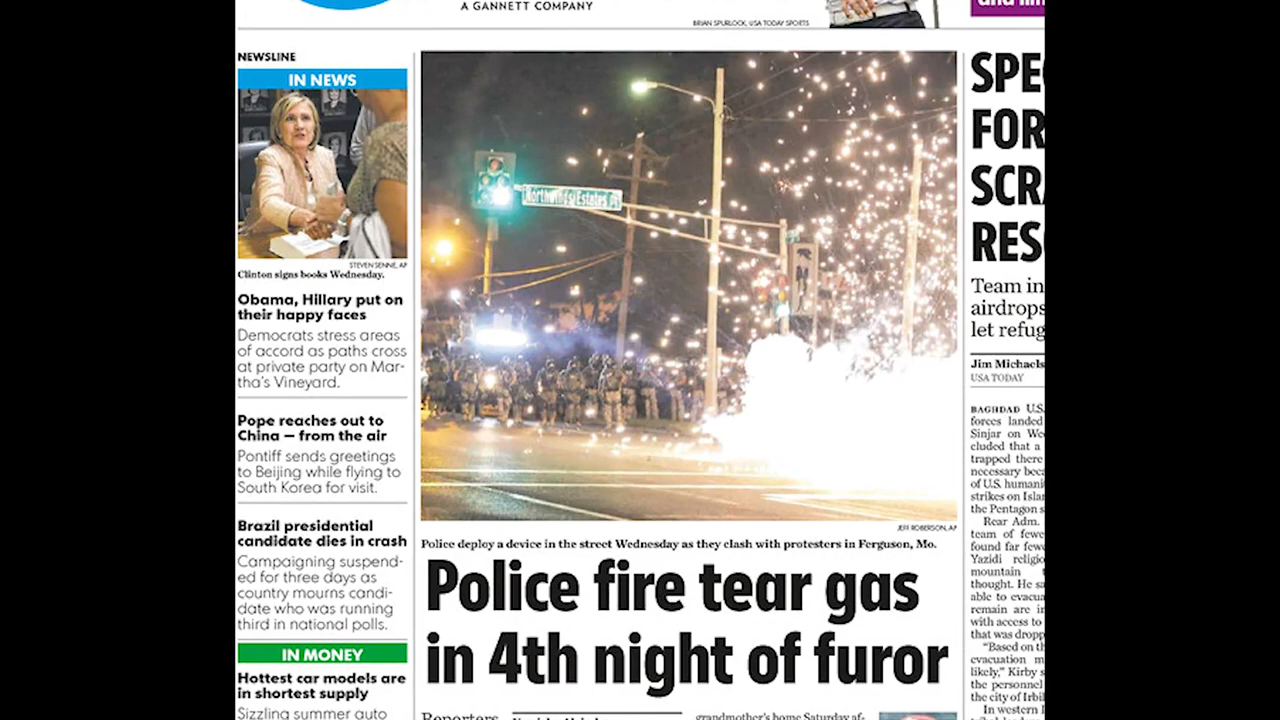 A GANNETT COMPANY
BRIAN SPURLOCK, USA TODAY SPORTS
NEWSLINE
IN NEWS
STEVEN SENNE, AP
Clinton signs books Wednesday.
Obama, Hillary put on
their happy faces
Democrats stress areas
of accord as paths cross
at private party on Mar-
tha's Vineyard.
Pope reaches out to
China — from the air
Pontiff sends greetings
to Beijing while flying to
South Korea for visit.
Brazil presidential
candidate dies in crash
Campaigning suspend-
ed for three days as
country mourns candi-
date who was running
third in national polls.
IN MONEY
Hottest car models are
in shortest supply
Sizzling summer auto
Northwinds Estates
JEFF ROBERSON, AP
Police deploy a device in the street Wednesday as they clash with protesters in Ferguson, Mo.
Police fire tear gas
in 4th night of furor
Reporters
grandmother's home Saturday af-
SPE
FOR
SCR
RES
Team in
airdrops
let refug
Jim Michaels
USA TODAY
BAGHDAD U.S.
forces landed
Sinjar on We
cluded that a
trapped there
necessary beca
of U.S. humani
strikes on Islam
the Pentagon s
Rear Adm.
team of fewe
found far fewe
Yazidi religio
mountain
thought. He sa
able to evacua
remain are in
with access to
that was dropp
"Based on th
evacuation m
likely," Kirby s
the personnel
the city of Irbil
In western I